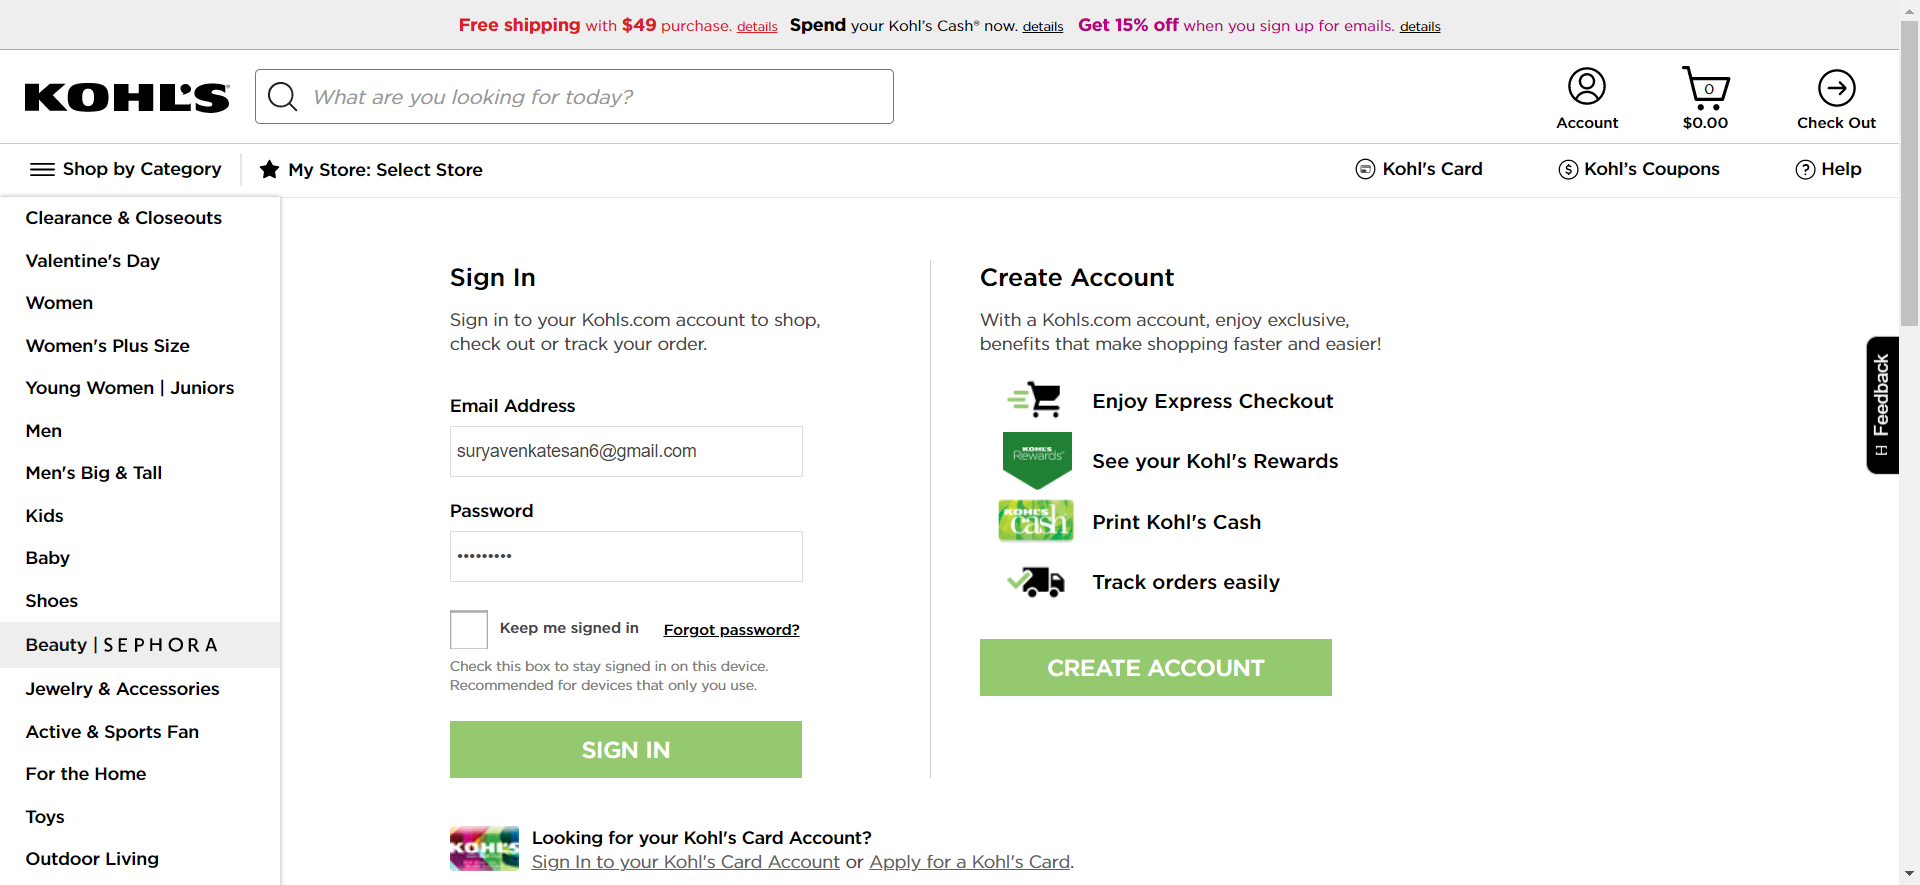 Free shipping with $49 purchase. details Spend your Kohl's Cash® now. details Get 15% off when you sign up for emails. details
KOHL'S
What are you looking for today?
Account
0
$0.00
Check Out
Shop by Category
My Store: Select Store
Kohl's Card
$
Kohl's Coupons
?
Help
Clearance & Closeouts
Valentine's Day
Women
Women's Plus Size
Young Women | Juniors
Men
Men's Big & Tall
Kids
Baby
Shoes
Beauty | SEPHORA
Jewelry & Accessories
Active & Sports Fan
For the Home
Toys
Outdoor Living
Sign In
Sign in to your Kohls.com account to shop,
check out or track your order.
Email Address
suryavenkatesan6@gmail.com
Password
•••••••••
Keep me signed in
Forgot password?
Check this box to stay signed in on this device.
Recommended for devices that only you use.
SIGN IN
Create Account
With a Kohls.com account, enjoy exclusive,
benefits that make shopping faster and easier!
Enjoy Express Checkout
KOHL'S
Rewards
See your Kohl's Rewards
KOHL'S
cash
Print Kohl's Cash
Track orders easily
CREATE ACCOUNT
KOHL'S
Looking for your Kohl's Card Account?
Sign In to your Kohl's Card Account or Apply for a Kohl's Card.
Feedback